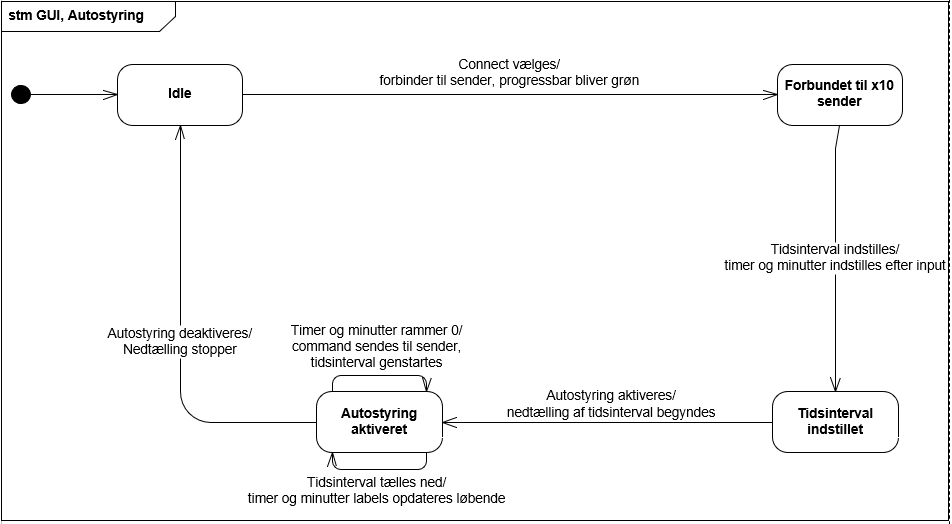 stm GUI, Autostyring
Connect vælges/
forbinder til sender, progressbar bliver grøn
Idle
Forbundet til x10
sender
Tidsinterval indstilles/
timer og minutter indstilles efter input
Autostyring deaktiveres/
Nedtælling stopper
Timer og minutter rammer 0/
command sendes til sender,
tidsinterval genstartes
Autostyring aktiveres/
nedtælling af tidsinterval begyndes
Autostyring
aktiveret
Tidsinterval
indstillet
Tidsinterval tælles ned/
timer og minutter labels opdateres løbende